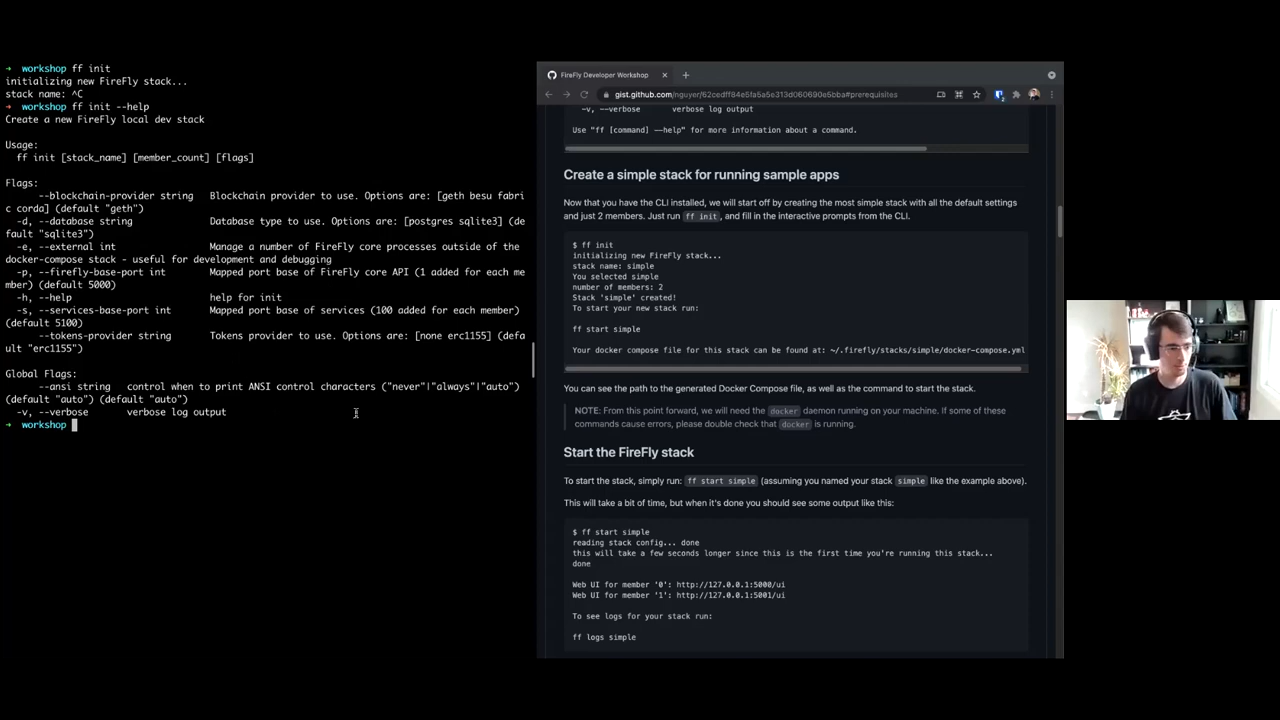 ➜ workshop ff init
initializing new FireFly stack...
stack name: ^C
➜ workshop ff init --help
Create a new FireFly local dev stack
Usage:
ff init [stack_name] [member_count] [flags]
Flags:
--blockchain-provider string Blockchain provider to use. Options are: [geth besu fabri
c corda] (default "geth")
-d, --database string Database type to use. Options are: [postgres sqlite3] (de
fault "sqlite3")
-e, --external int Manage a number of FireFly core processes outside of the
docker-compose stack - useful for development and debugging
-p, --firefly-base-port int Mapped port base of FireFly core API (1 added for each me
mber) (default 5000)
-h, --help help for init
-s, --services-base-port int Mapped port base of services (100 added for each member)
(default 5100)
--tokens-provider string Tokens provider to use. Options are: [none erc1155] (defa
ult "erc1155")
Global Flags:
--ansi string control when to print ANSI control characters ("never"|"always"|"auto")
(default "auto") (default "auto")
-v, --verbose verbose log output
➜ workshop
FireFly Developer Workshop
gist.github.com/nguyer/62cedff84e5fa5a5e313d060690e5bba#prerequisites
-v, --verbose verbose log output
Use "ff [command] --help" for more information about a command.
Create a simple stack for running sample apps
Now that you have the CLI installed, we will start off by creating the most simple stack with all the default settings
and just 2 members. Just run ff init, and fill in the interactive prompts from the CLI.
$ ff init
initializing new FireFly stack...
stack name: simple
You selected simple
number of members: 2
Stack 'simple' created!
To start your new stack run:
ff start simple
Your docker compose file for this stack can be found at: ~/.firefly/stacks/simple/docker-compose.yml
You can see the path to the generated Docker Compose file, as well as the command to start the stack.
NOTE: From this point forward, we will need the docker daemon running on your machine. If some of these
commands cause errors, please double check that docker is running.
Start the FireFly stack
To start the stack, simply run: ff start simple (assuming you named your stack simple like the example above).
This will take a bit of time, but when it's done you should see some output like this:
$ ff start simple
reading stack config... done
this will take a few seconds longer since this is the first time you're running this stack...
done
Web UI for member '0': http://127.0.0.1:5000/ui
Web UI for member '1': http://127.0.0.1:5001/ui
To see logs for your stack run:
ff logs simple